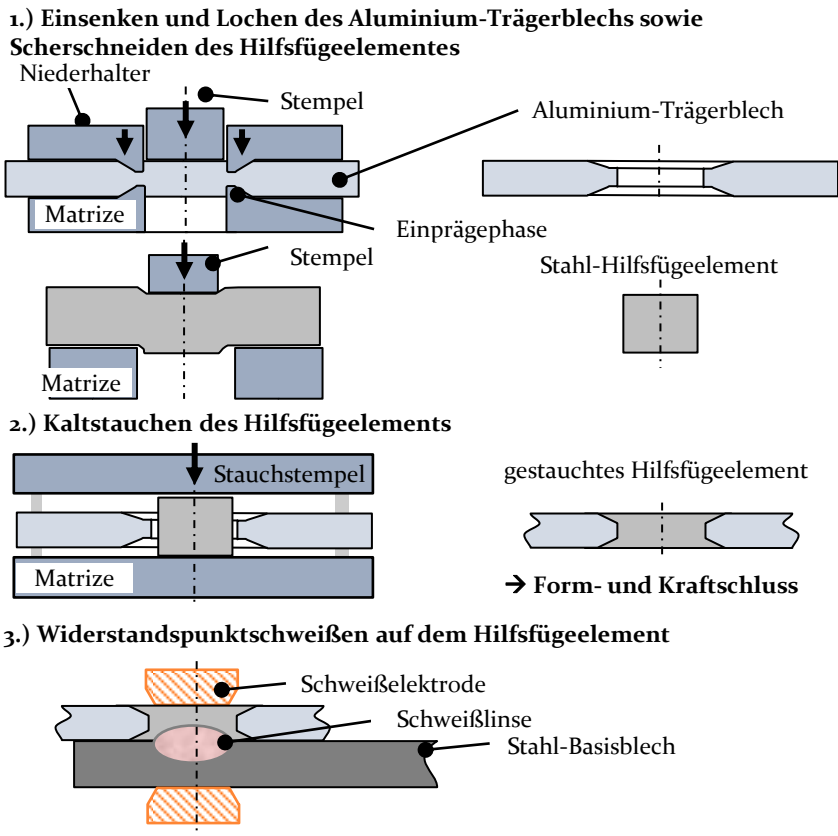 1.) Einsenken und Lochen des Aluminium-Trägerblechs sowie
Scherschneiden des Hilfsfügeelementes
Niederhalter
Stempel
Aluminium-Trägerblech
Matrize
Einprägephase
Stempel
Stahl-Hilfsfügeelement
Matrize
2.) Kaltstauchen des Hilfsfügeelements
Stauchstempel
gestauchtes Hilfsfügeelement
Matrize
→ Form- und Kraftschluss
3.) Widerstandspunktschweißen auf dem Hilfsfügeelement
Schweißelektrode
Schweißlinse
Stahl-Basisblech